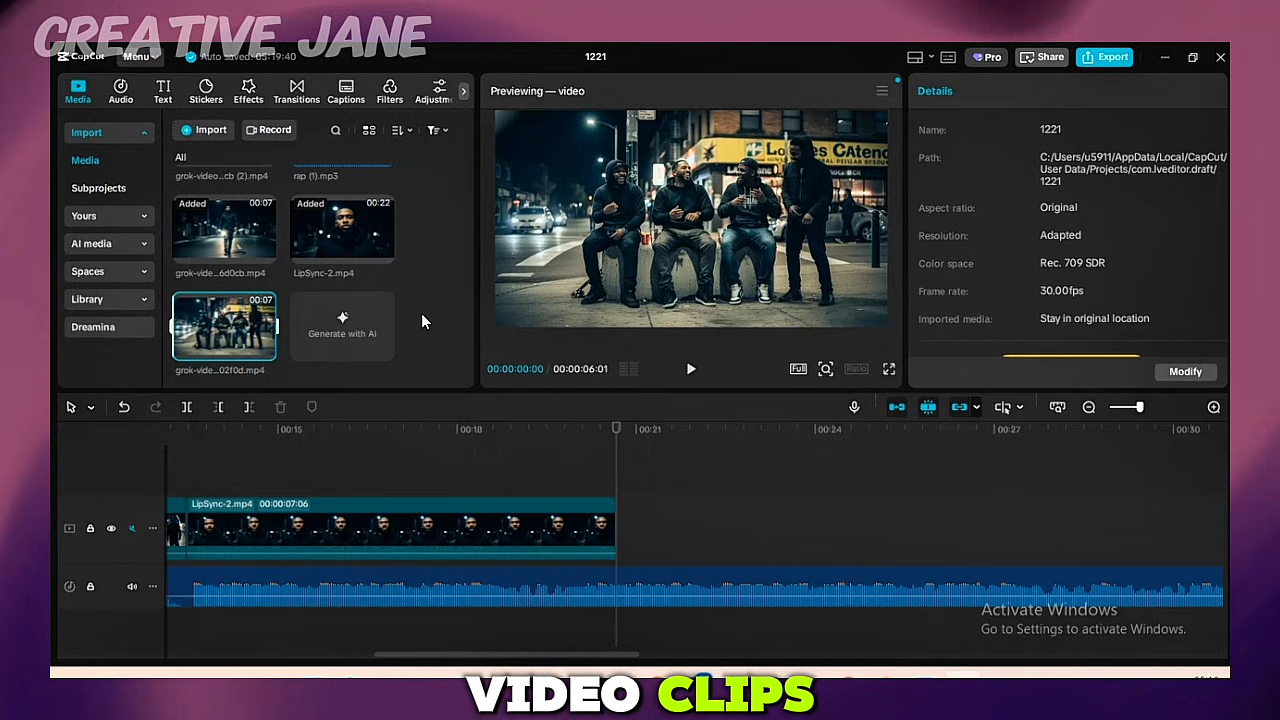 CREATIVE JANE
CapCut
Menu
Auto saved: 05:19:40
1221
Pro
Share
Export
Media
Audio
Text
Stickers
Effects
Transitions
Captions
Filters
Adjustm
Import
Media
Subprojects
Yours
AI media
Spaces
Library
Dreamina
Import
Record
All
grok-video...cb (2).mp4
rap (1).mp3
Added 00:07
Added 00:22
grok-vide...6d0cb.mp4
LipSync-2.mp4
00:07
Generate with AI
grok-vide...02f0d.mp4
Previewing — video
00:00:00:00 / 00:00:06:01
Full
Ratio
Details
Name: 1221
Path: C:/Users/u5911/AppData/Local/CapCut/
User Data/Projects/com.lveditor.draft/
1221
Aspect ratio: Original
Resolution: Adapted
Color space Rec. 709 SDR
Frame rate: 30.00fps
Imported media: Stay in original location
Modify
00:15 00:18 00:21 00:24 00:27 00:30
LipSync-2.mp4 00:00:07:06
Activate Windows
Go to Settings to activate Windows.
VIDEO CLIPS